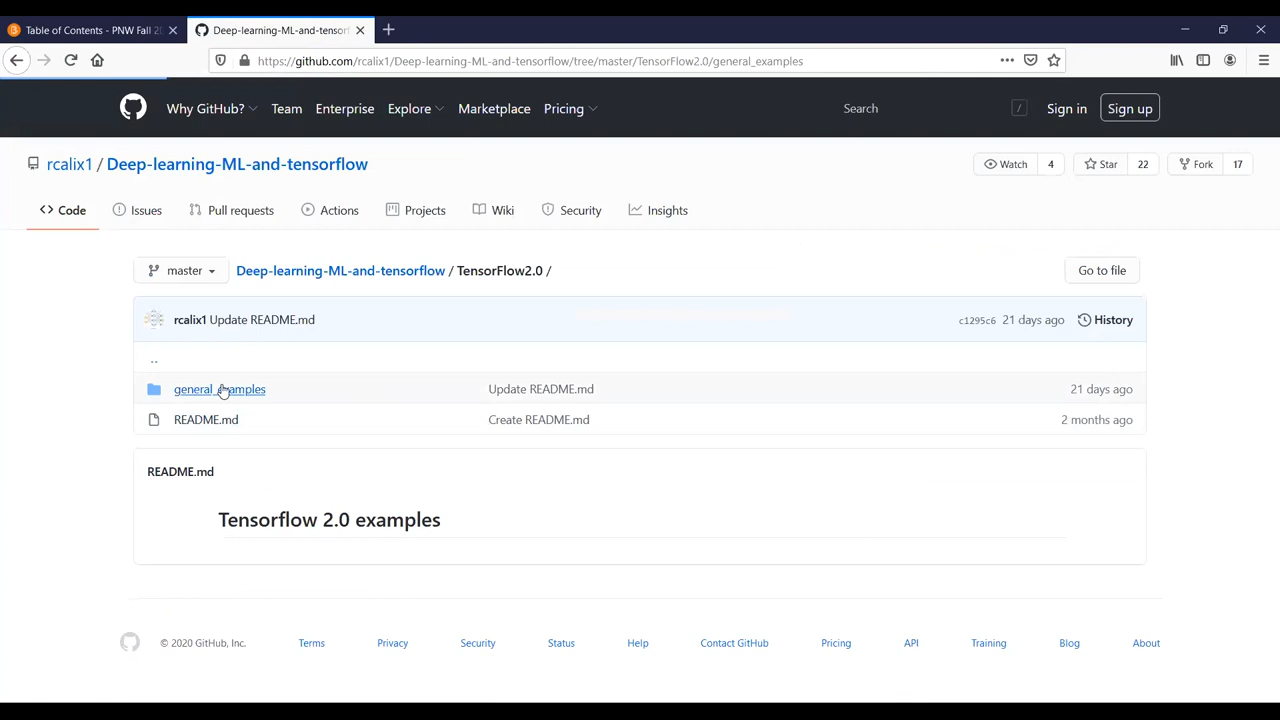 Table of Contents - PNW Fall 20
Deep-learning-ML-and-tensorf
https://github.com/rcalix1/Deep-learning-ML-and-tensorflow/tree/master/TensorFlow2.0/general_examples
Why GitHub? Team Enterprise Explore Marketplace Pricing Search / Sign in Sign up
rcalix1 / Deep-learning-ML-and-tensorflow Watch 4 Star 22 Fork 17
Code Issues Pull requests Actions Projects Wiki Security Insights
master Deep-learning-ML-and-tensorflow / TensorFlow2.0 / Go to file
rcalix1 Update README.md c1295c6 21 days ago History
..
general_examples Update README.md 21 days ago
README.md Create README.md 2 months ago
README.md
Tensorflow 2.0 examples
© 2020 GitHub, Inc. Terms Privacy Security Status Help Contact GitHub Pricing API Training Blog About